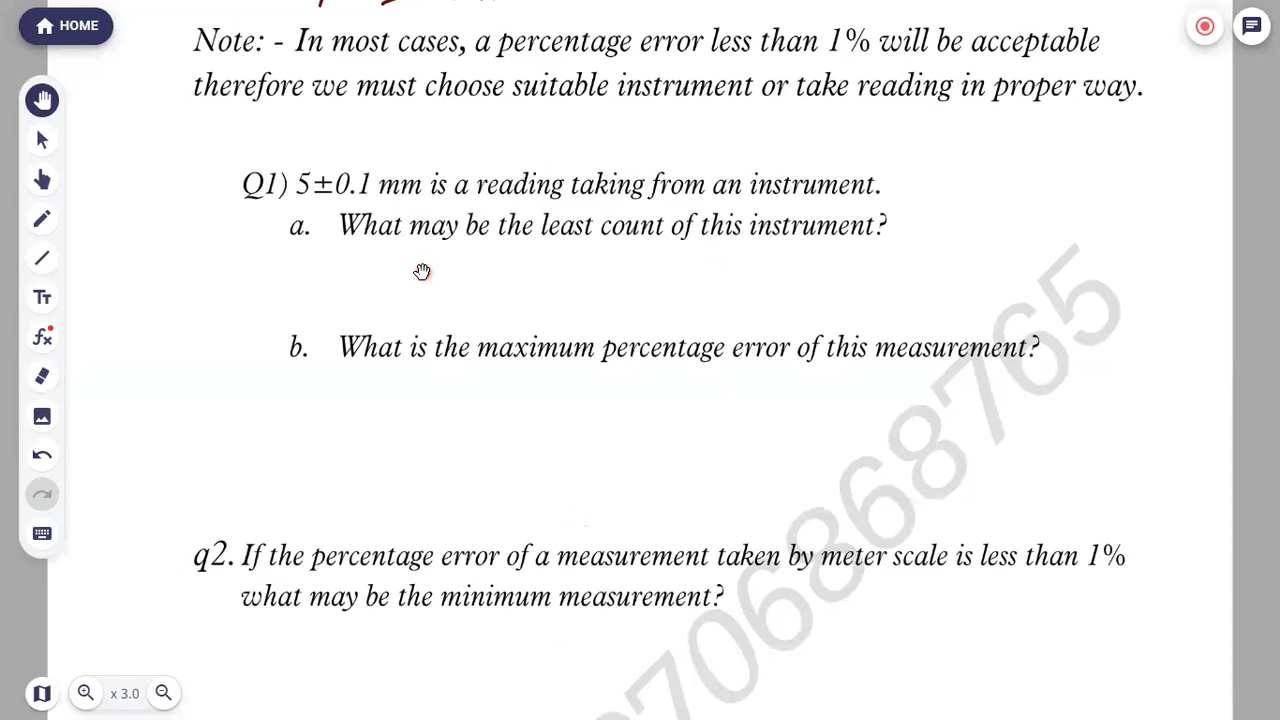 HOME
Note: - In most cases, a percentage error less than 1% will be acceptable
therefore we must choose suitable instrument or take reading in proper way.
Q1) 5±0.1 mm is a reading taking from an instrument.
a. What may be the least count of this instrument?
b. What is the maximum percentage error of this measurement?
q2. If the percentage error of a measurement taken by meter scale is less than 1%
what may be the minimum measurement?
706868765
TT
fx
x 3.0